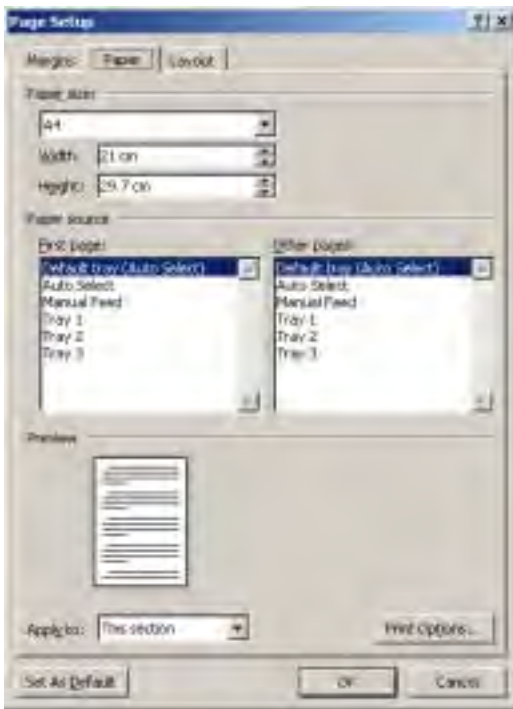 Page Setup
Margins Paper Layout
Paper size:
A4
Width: 21 cm
Height: 29.7 cm
Paper source
First page: Other pages:
Default tray (Auto Select) Default tray (Auto Select)
Auto Select Auto Select
Manual Feed Manual Feed
Tray 1 Tray 1
Tray 2 Tray 2
Tray 3 Tray 3
Preview
Apply to: This section Print Options...
Set As Default OK Cancel